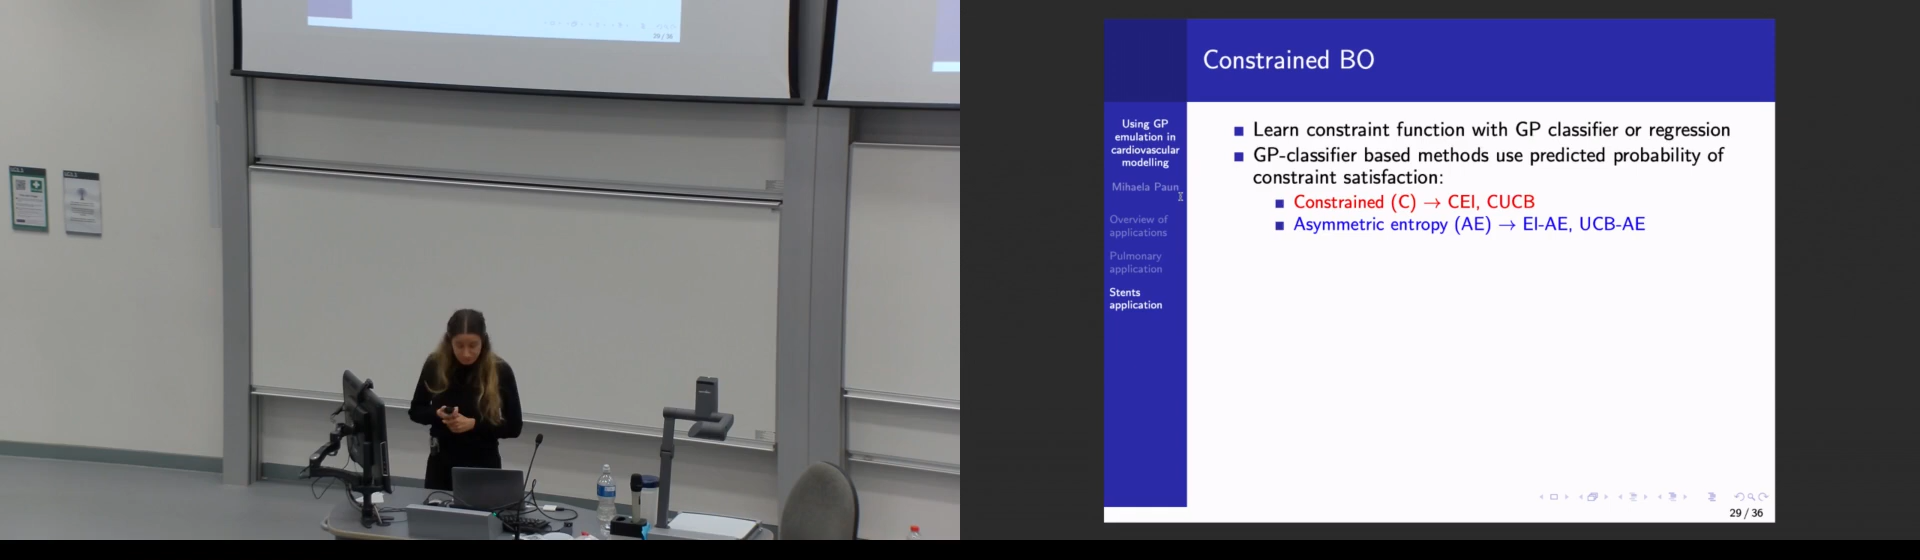 29 / 36
Constrained BO
Using GP
emulation in
cardiovascular
modelling
Mihaela Paun
Overview of
applications
Pulmonary
application
Stents
application
Learn constraint function with GP classifier or regression
GP-classifier based methods use predicted probability of
constraint satisfaction:
Constrained (C) → CEI, CUCB
Asymmetric entropy (AE) → EI-AE, UCB-AE
29 / 36